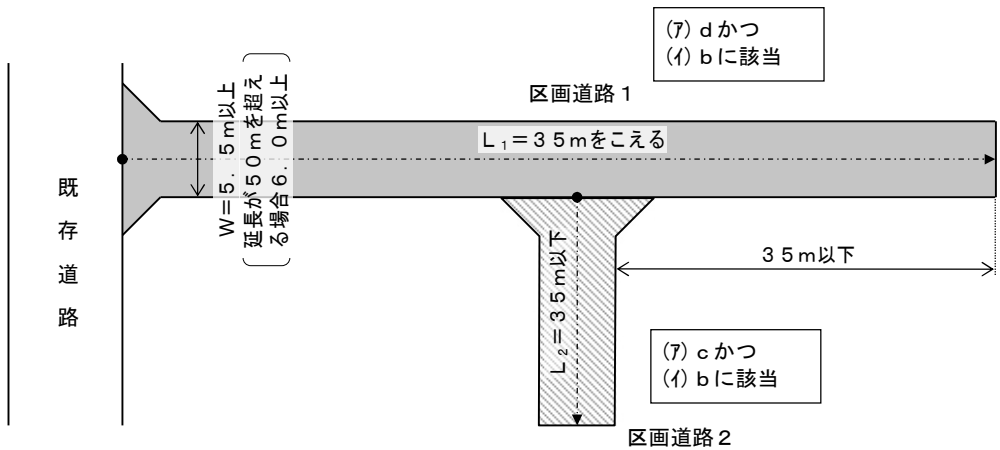 (ｱ) ｄかつ
(ｲ) ｂに該当
区画道路１
Ｗ＝５．５ｍ以上
延長が５０ｍを超え
る場合６．０ｍ以上
Ｌ₁＝３５ｍをこえる
既存道路
Ｌ₂＝３５ｍ以下
３５ｍ以下
(ｱ) ｃかつ
(ｲ) ｂに該当
区画道路２